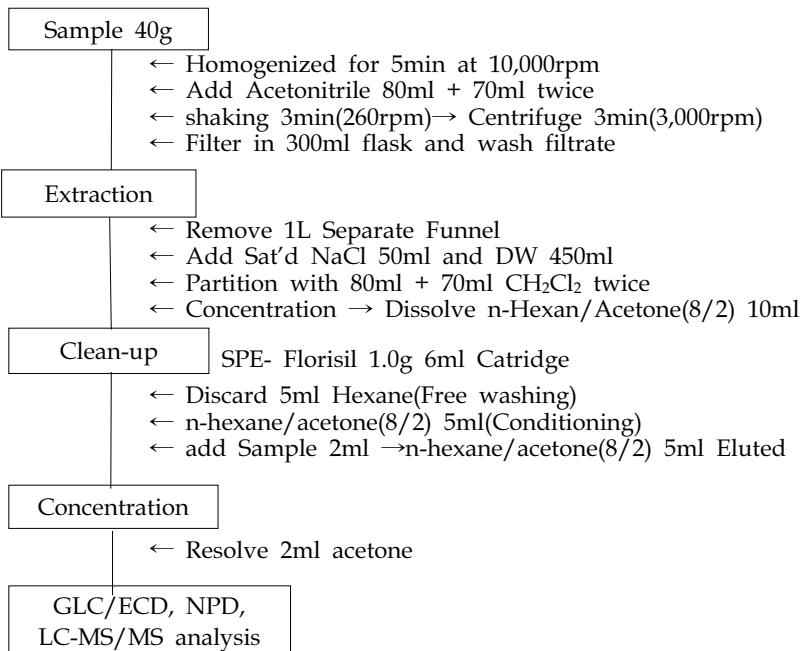 Sample 40g
← Homogenized for 5min at 10,000rpm
← Add Acetonitrile 80ml + 70ml twice
← shaking 3min(260rpm)→ Centrifuge 3min(3,000rpm)
← Filter in 300ml flask and wash filtrate
Extraction
← Remove 1L Separate Funnel
← Add Sat'd NaCl 50ml and DW 450ml
← Partition with 80ml + 70ml CH₂Cl₂ twice
← Concentration → Dissolve n-Hexan/Acetone(8/2) 10ml
Clean-up SPE- Florisil 1.0g 6ml Catridge
← Discard 5ml Hexane(Free washing)
← n-hexane/acetone(8/2) 5ml(Conditioning)
← add Sample 2ml →n-hexane/acetone(8/2) 5ml Eluted
Concentration
← Resolve 2ml acetone
GLC/ECD, NPD,
LC-MS/MS analysis